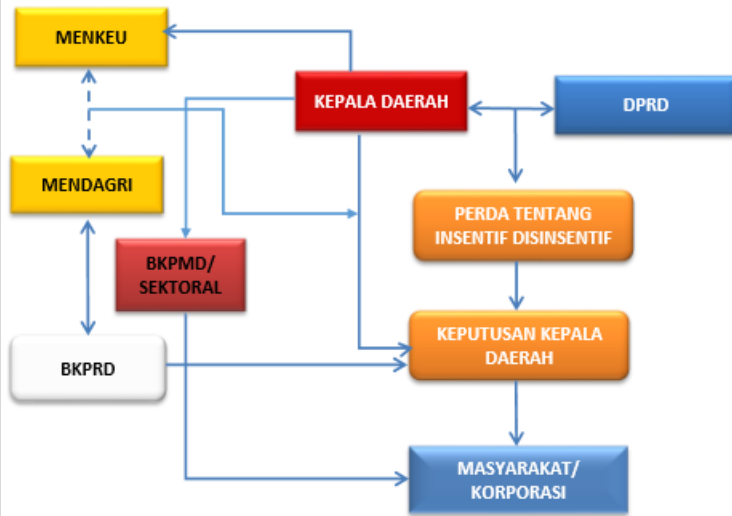 MENKEU
KEPALA DAERAH
DPRD
MENDAGRI
PERDA TENTANG
INSENTIF DISINSENTIF
BKPMD/
SEKTORAL
KEPUTUSAN KEPALA
DAERAH
BKPRD
MASYARAKAT/
KORPORASI